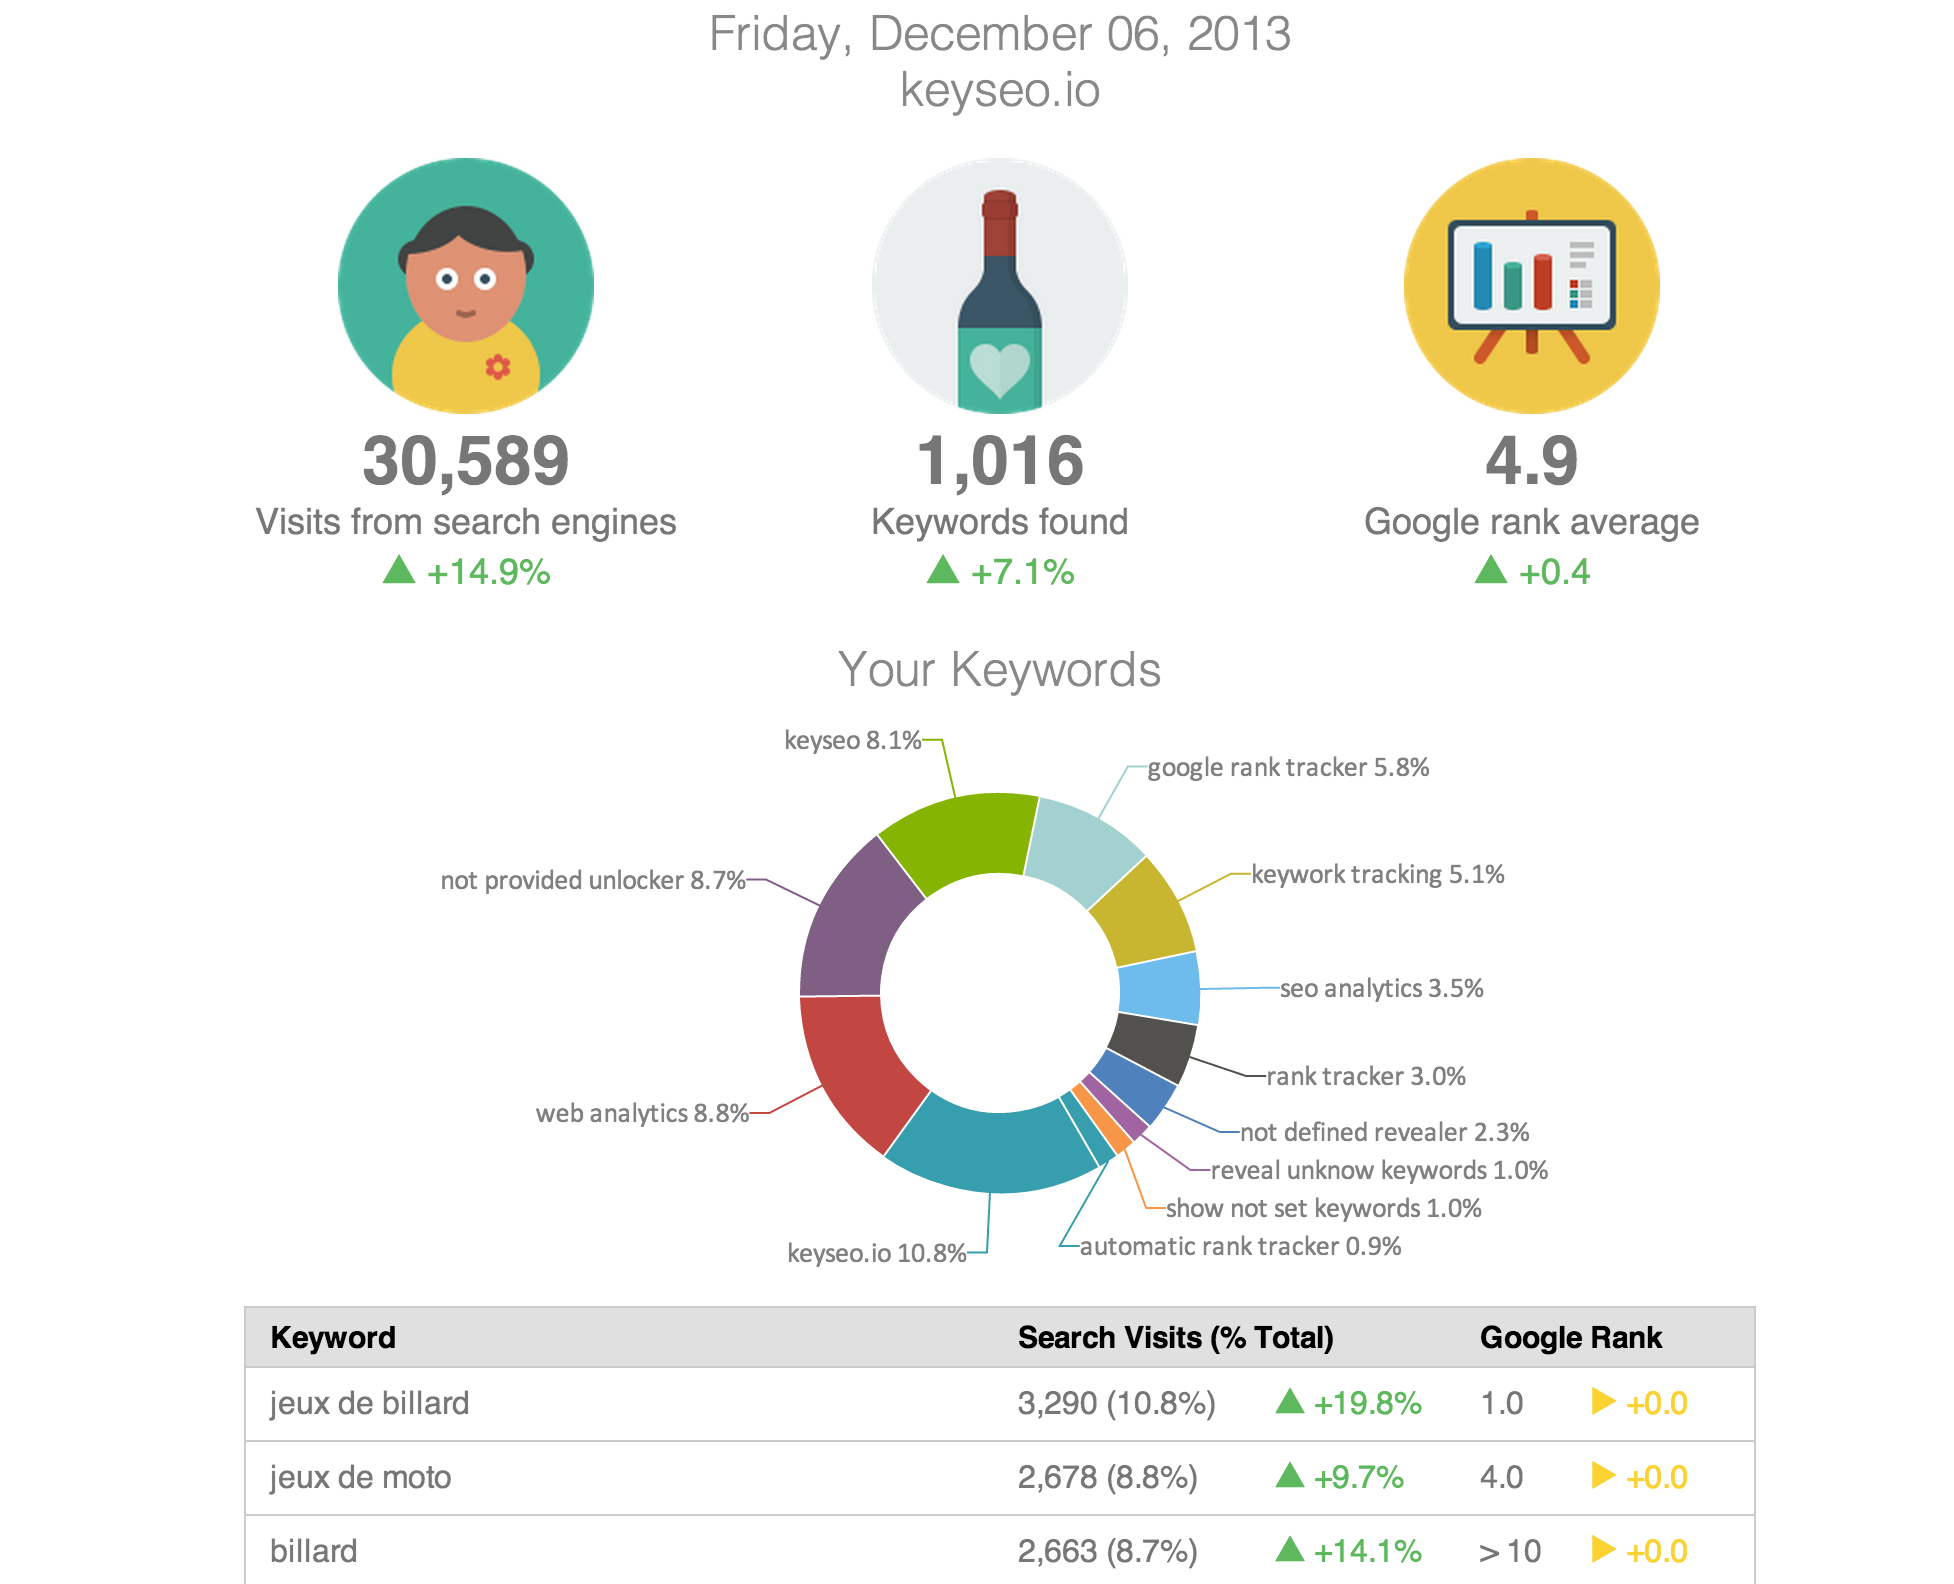 Friday, December 06, 2013
keyseo.io
30,589
Visits from search engines
+14.9%
1,016
Keywords found
+7.1%
4.9
Google rank average
+0.4
Your Keywords
keyseo 8.1%
google rank tracker 5.8%
keywork tracking 5.1%
not provided unlocker 8.7%
seo analytics 3.5%
rank tracker 3.0%
web analytics 8.8%
not defined revealer 2.3%
reveal unknow keywords 1.0%
show not set keywords 1.0%
automatic rank tracker 0.9%
keyseo.io 10.8%
Keyword Search Visits (% Total) Google Rank
jeux de billard 3,290 (10.8%) +19.8% 1.0 +0.0
jeux de moto 2,678 (8.8%) +9.7% 4.0 +0.0
billard 2,663 (8.7%) +14.1% > 10 +0.0